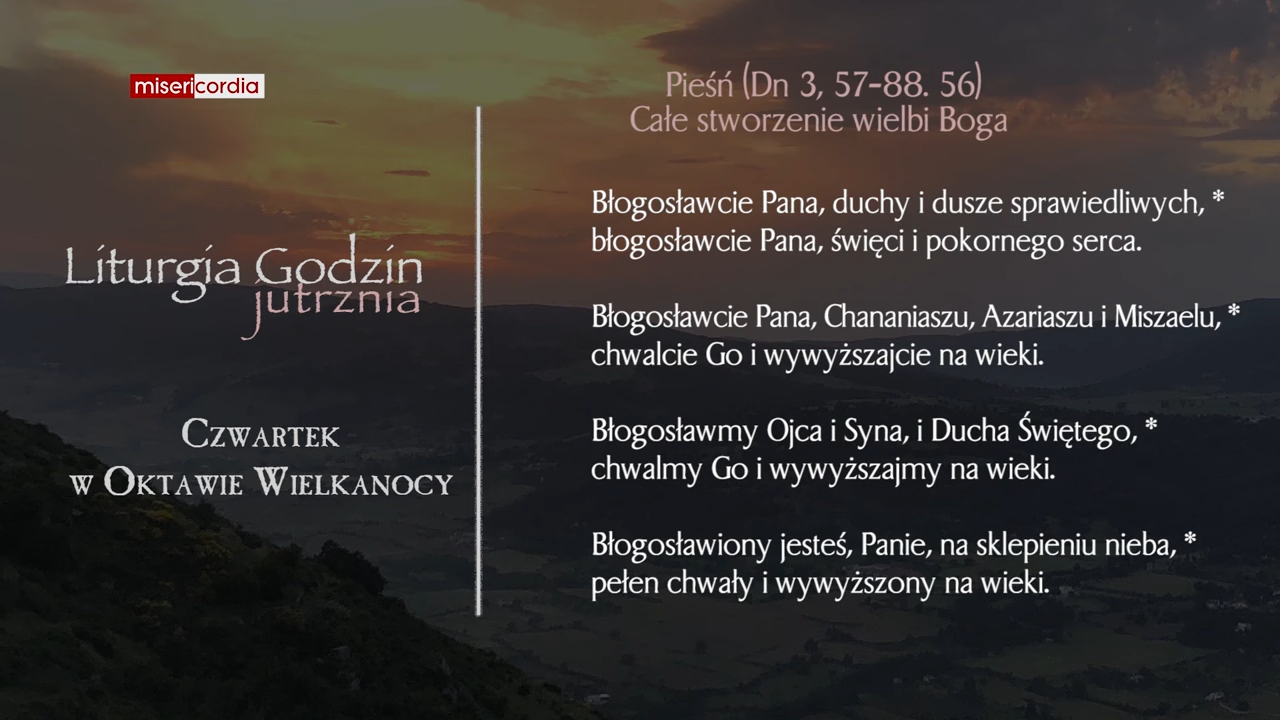 misericordia
Liturgia Godzin
jutrznia
Czwartek
w Oktawie Wielkanocy
Pieśń (Dn 3, 57-88. 56)
Całe stworzenie wielbi Boga
Błogosławcie Pana, duchy i dusze sprawiedliwych, *
błogosławcie Pana, święci i pokornego serca.
Błogosławcie Pana, Chananiaszu, Azariaszu i Miszaelu, *
chwalcie Go i wywyższajcie na wieki.
Błogosławmy Ojca i Syna, i Ducha Świętego, *
chwalmy Go i wywyższajmy na wieki.
Błogosławiony jesteś, Panie, na sklepieniu nieba, *
pełen chwały i wywyższony na wieki.